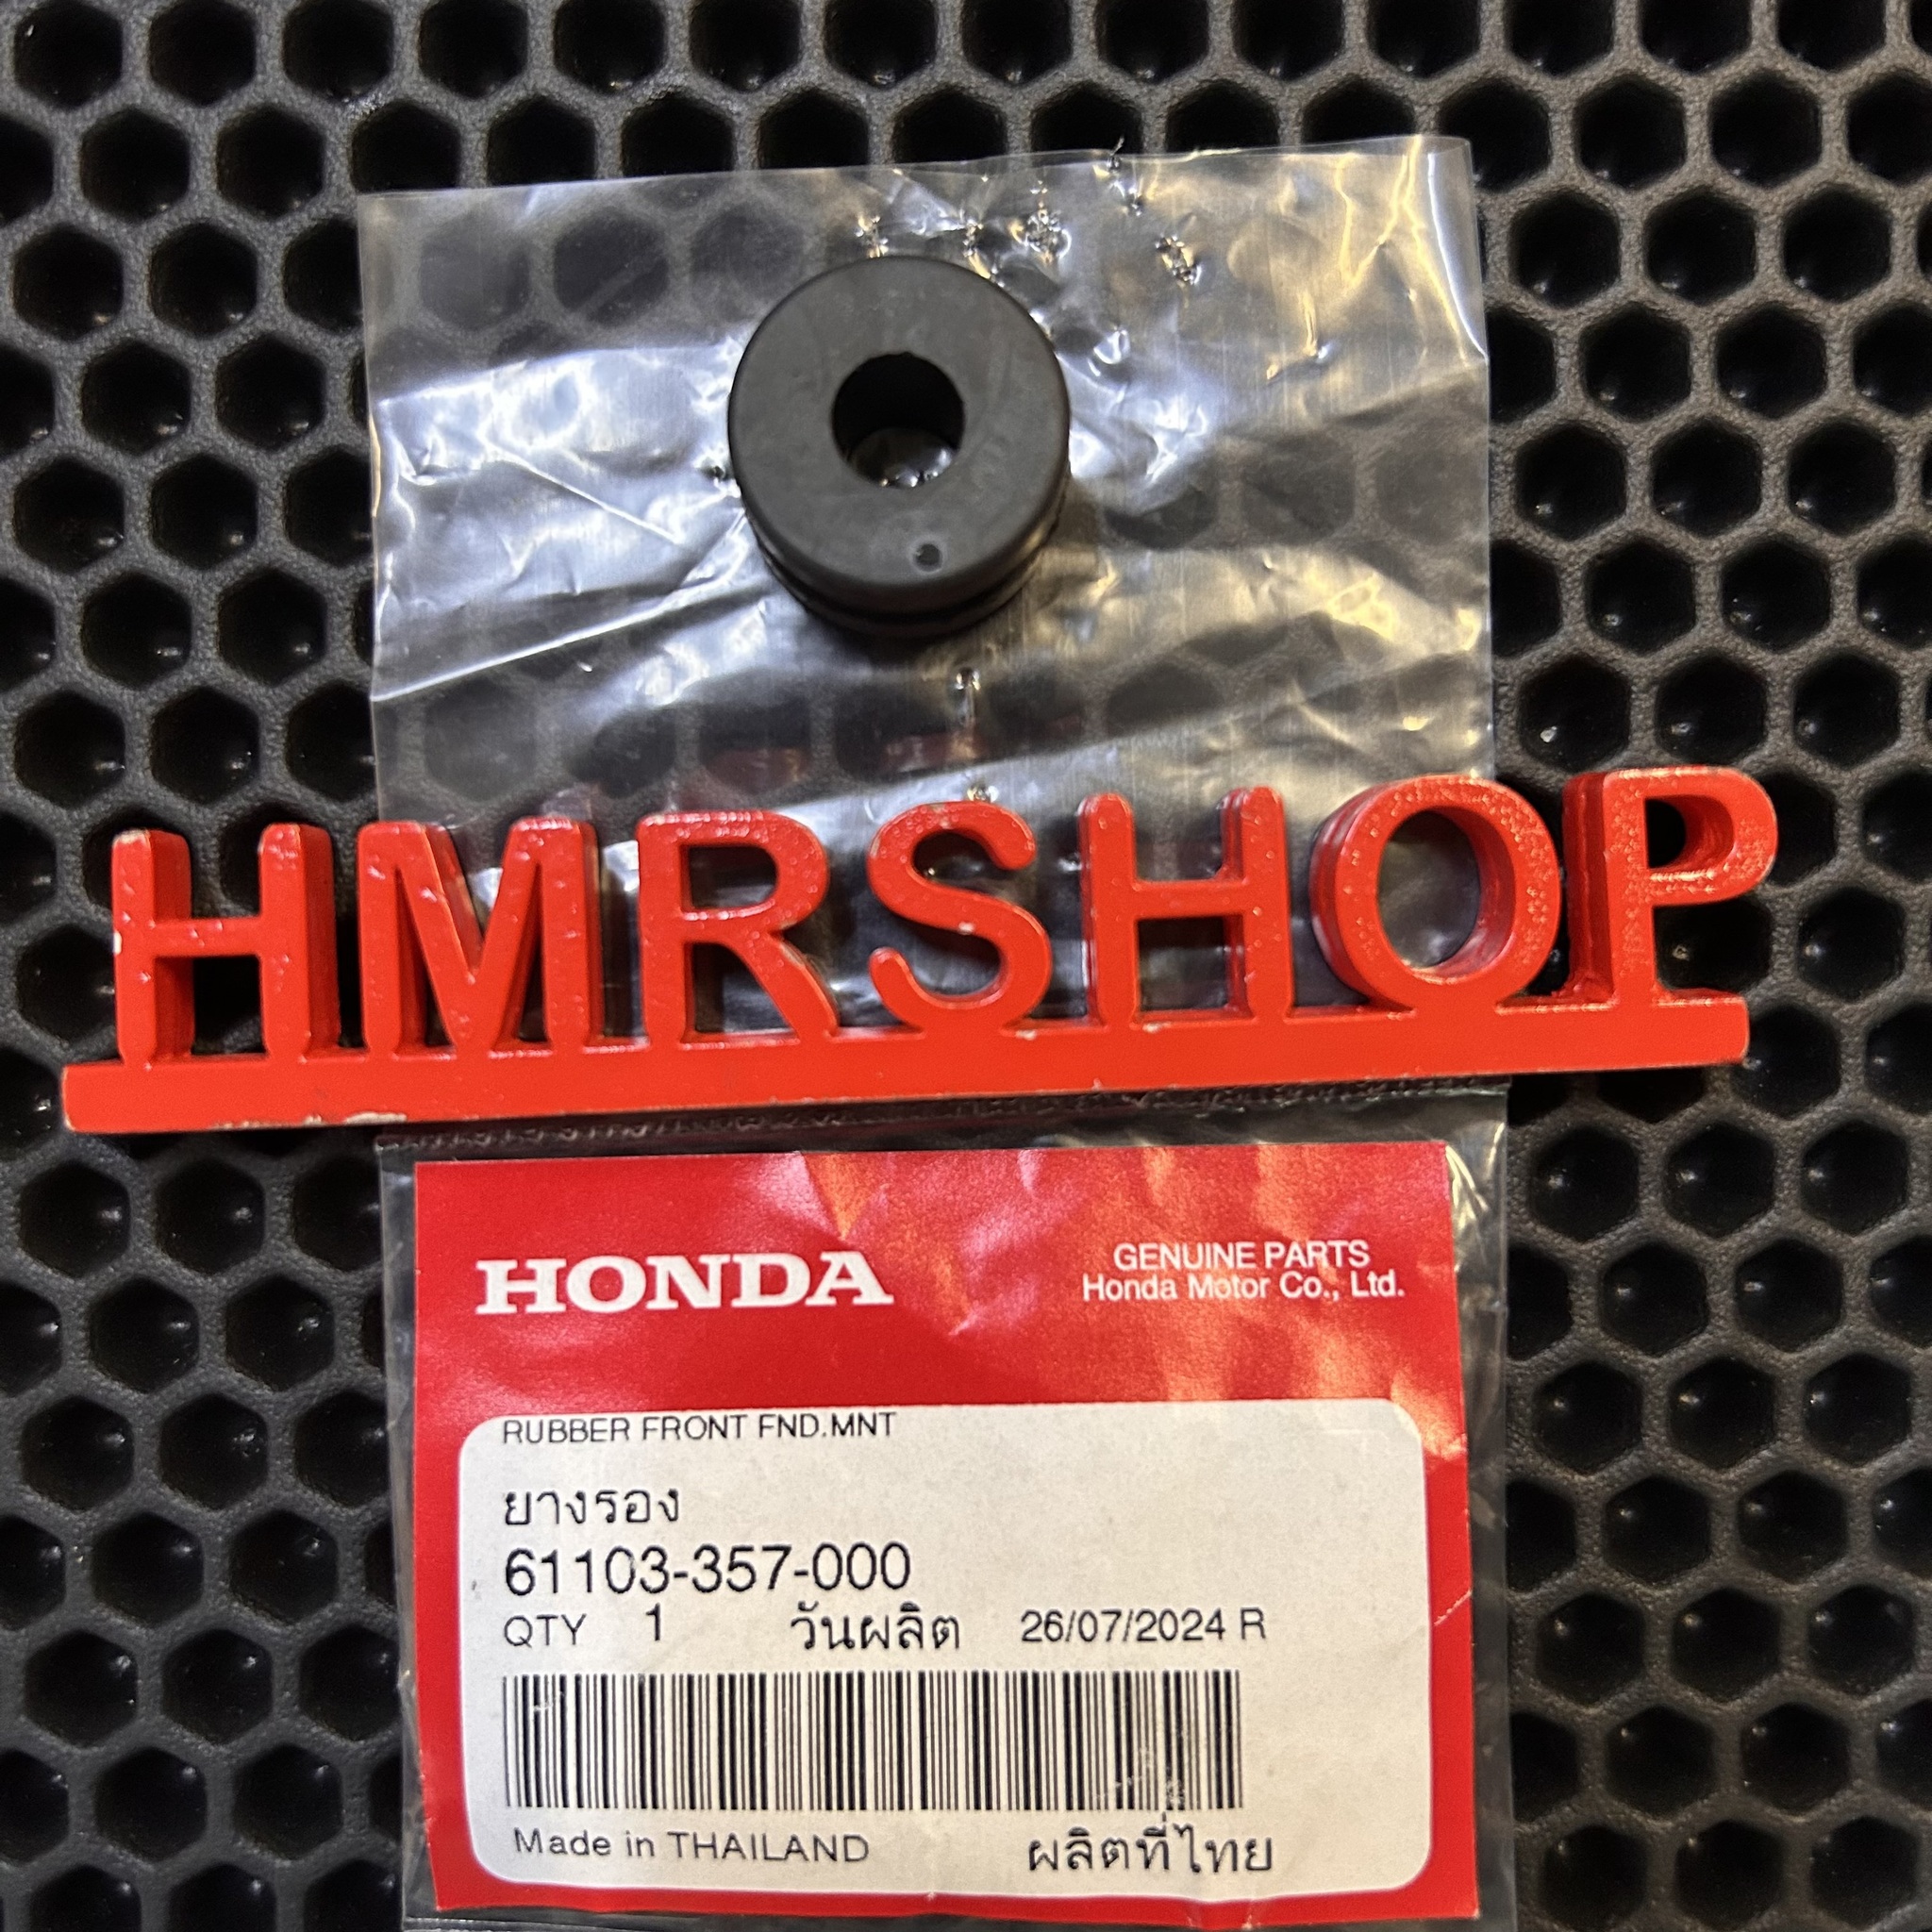 HMRSHOP
HONDA
GENUINE PARTS
Honda Motor Co., Ltd.
RUBBER FRONT FND.MNT
ยางรอง
61103-357-000
QTY 1 วันผลิต 26/07/2024 R
Made in THAILAND ผลิตที่ไทย